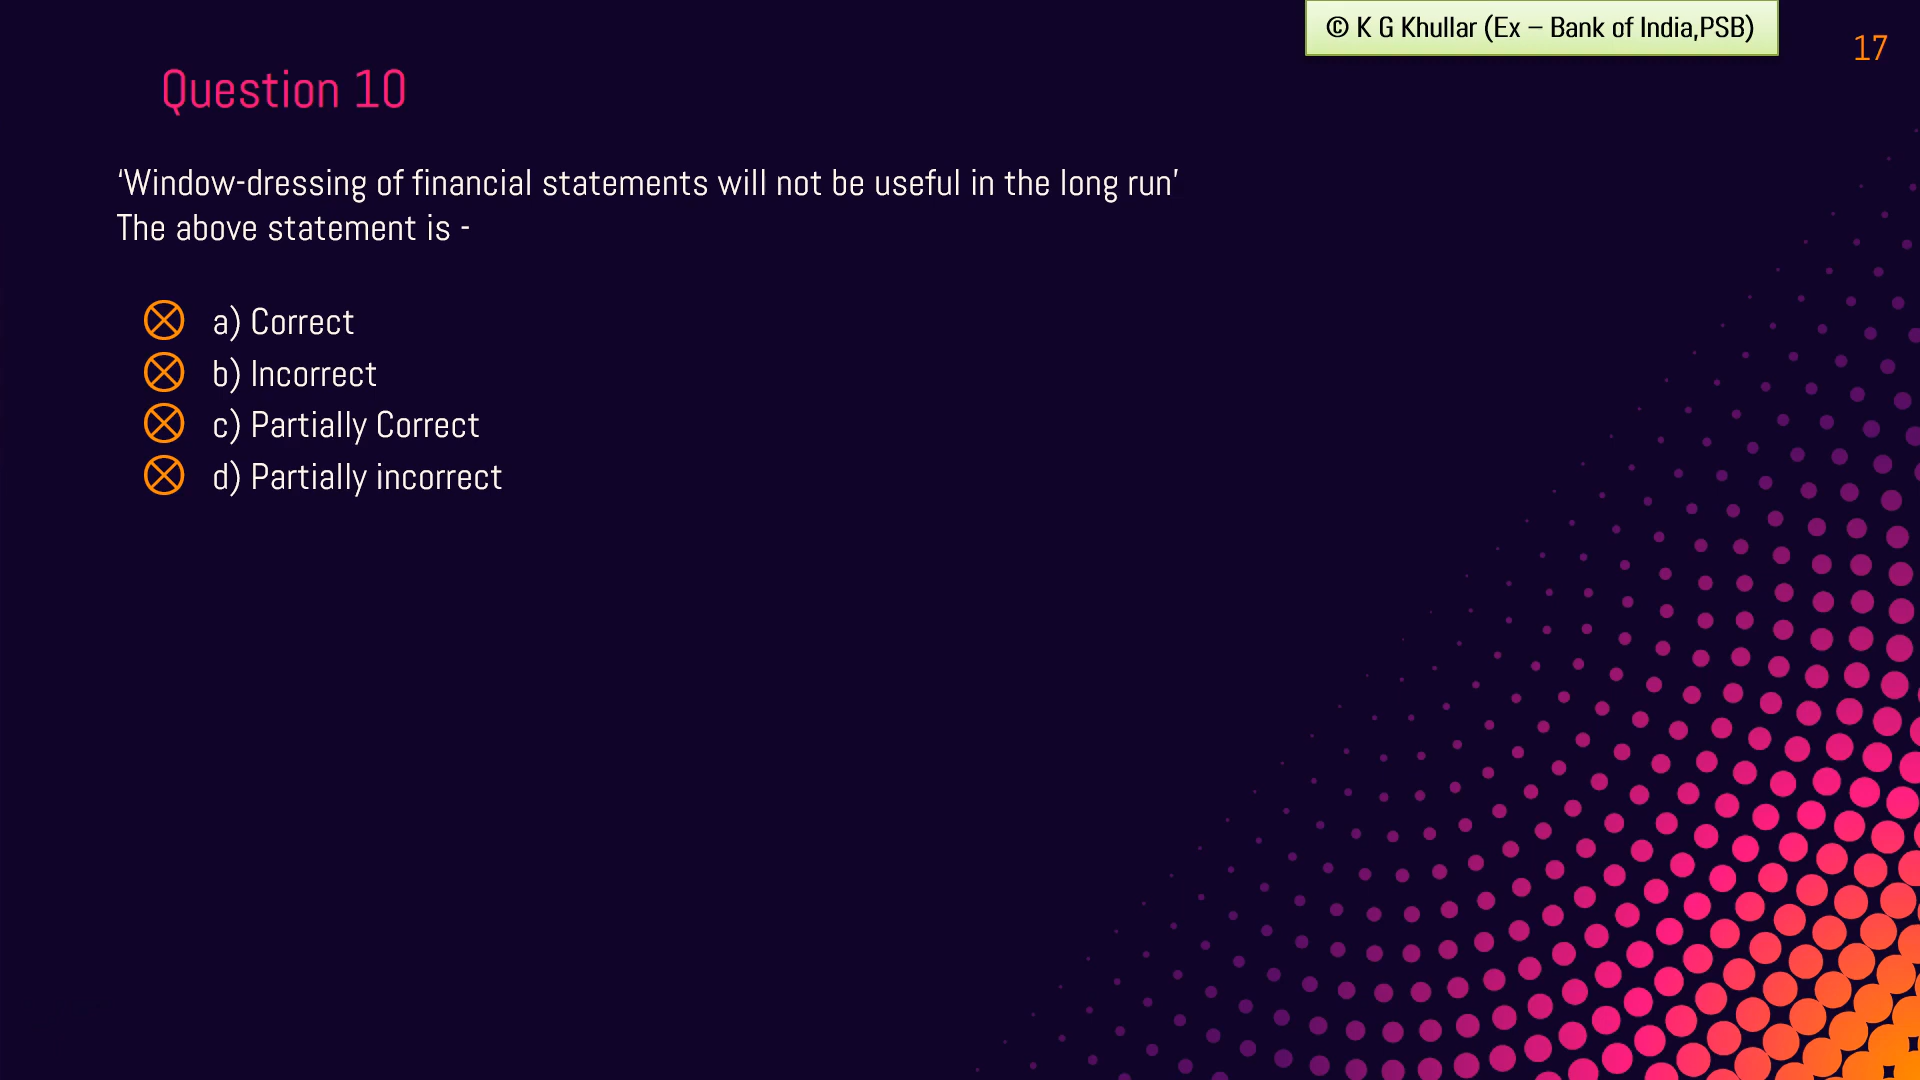 © K G Khullar (Ex – Bank of India,PSB)
17
Question 10
‘Window-dressing of financial statements will not be useful in the long run’
The above statement is -
a) Correct
b) Incorrect
c) Partially Correct
d) Partially incorrect